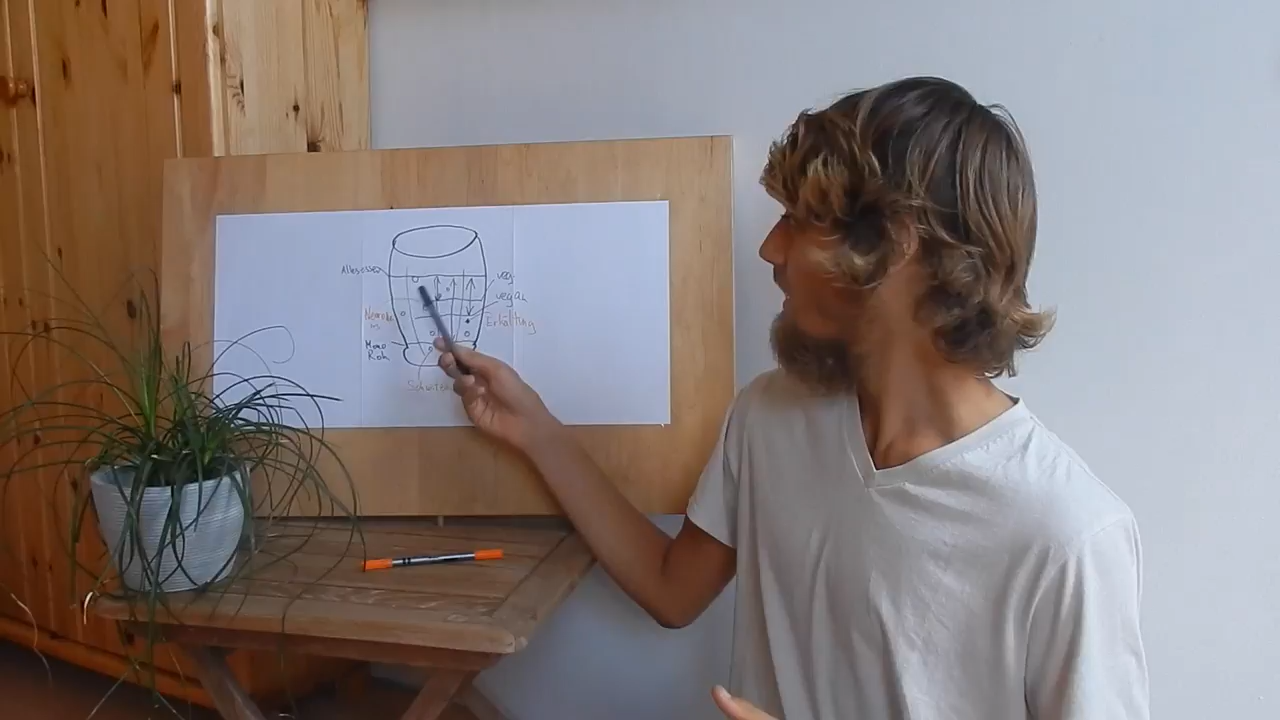 Allesesser
veg
vegan
Erkältung
Mono
Roh